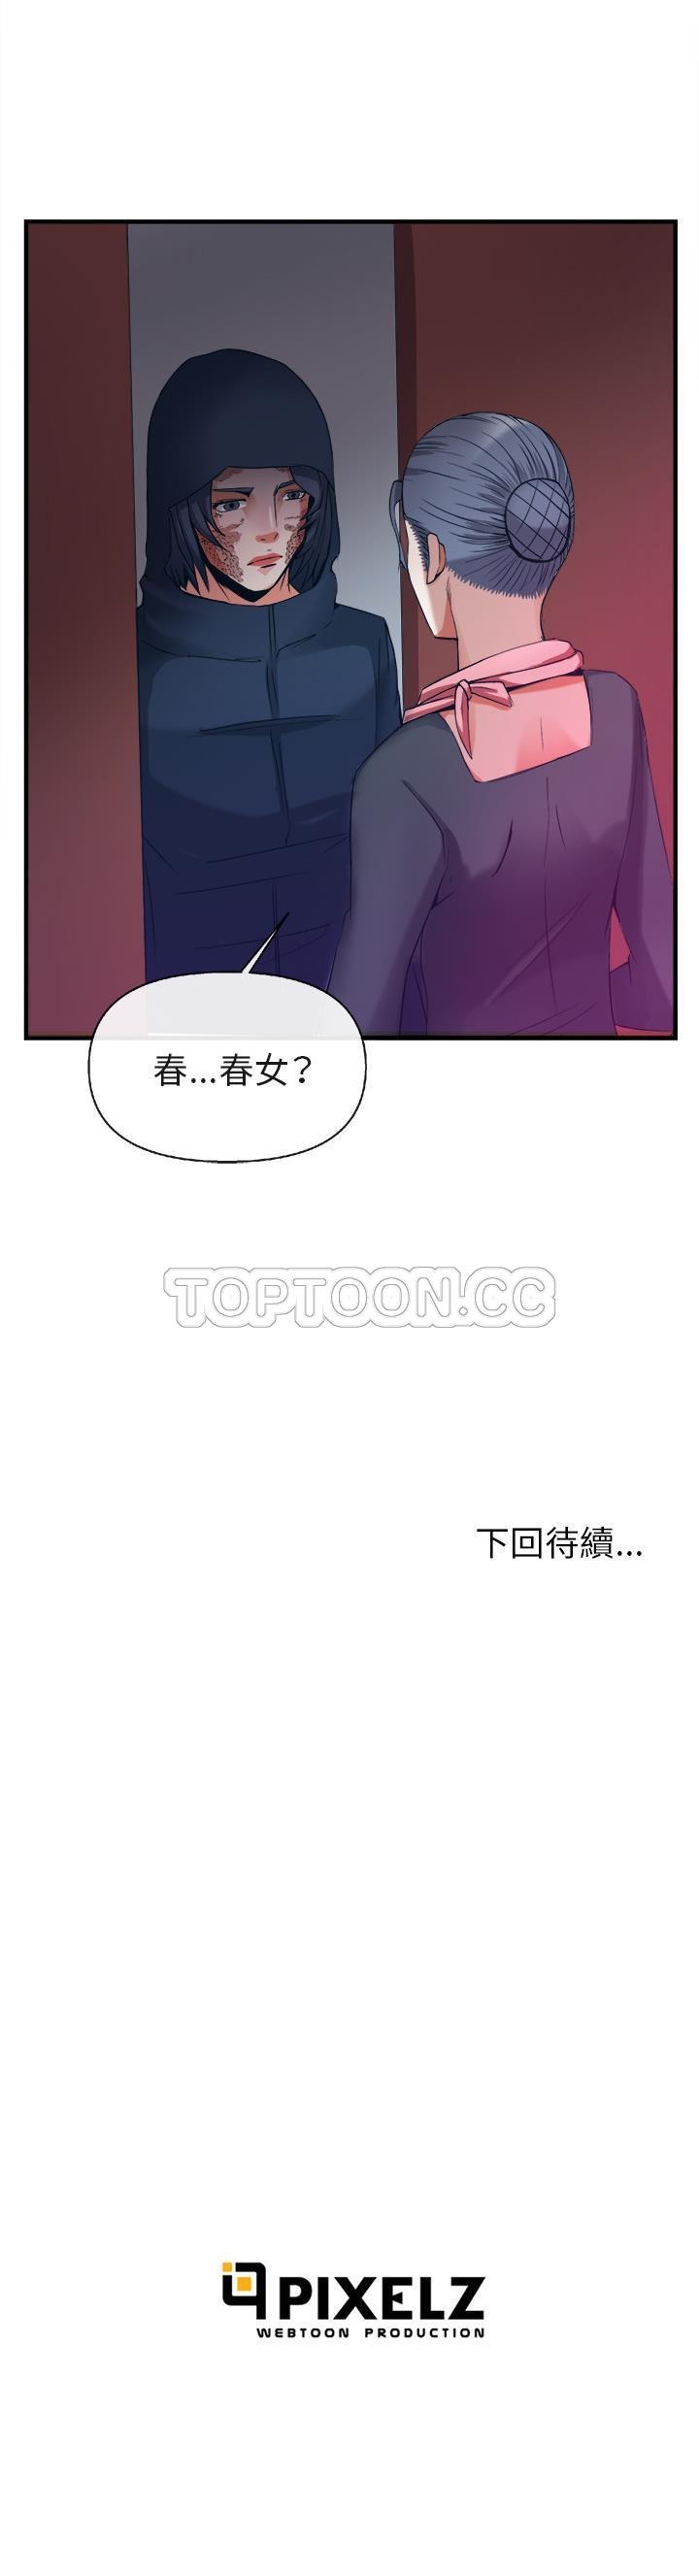 春...春女？
TOPTOON.CC
下回待續...
PIXELZ
WEBTOON PRODUCTION